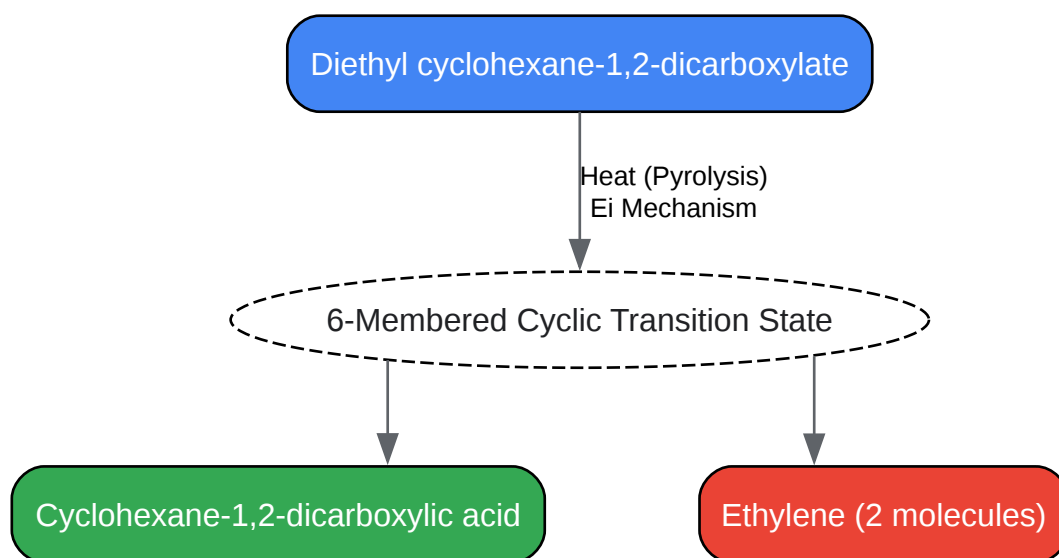 Diethyl cyclohexane-1,2-dicarboxylate
Heat (Pyrolysis)
Ei Mechanism
6-Membered Cyclic Transition State
Cyclohexane-1,2-dicarboxylic acid
Ethylene (2 molecules)